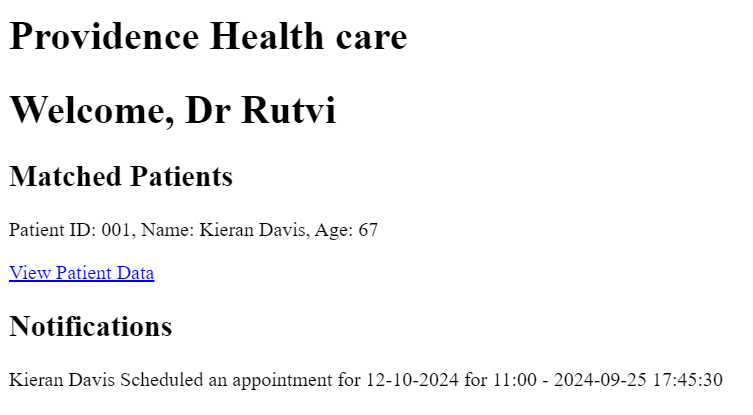 Providence Health care
Welcome, Dr Rutvi
Matched Patients
Patient ID: 001, Name: Kieran Davis, Age: 67
View Patient Data
Notifications
Kieran Davis Scheduled an appointment for 12-10-2024 for 11:00 - 2024-09-25 17:45:30